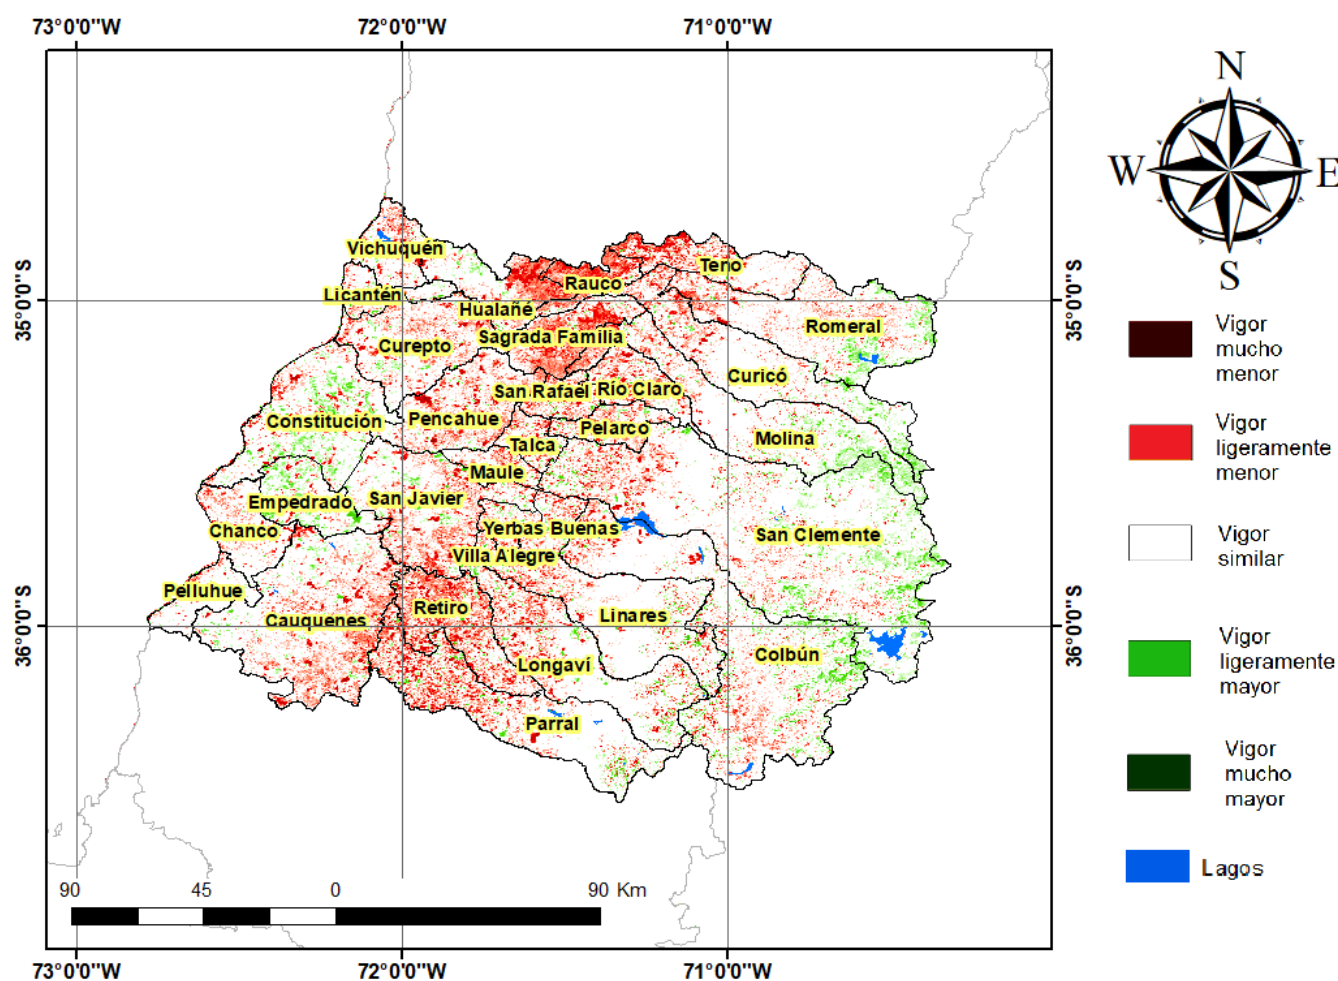 73°0'0"W 72°0'0"W 71°0'0"W
N
W E
S
Vichuquén
Teno
Licantén
Rauco
35°0'0"S
35°0'0"S
Hualañé
Romeral
Sagrada Familia
Curepto
Curicó
San Rafael
Río Claro
Constitución
Pencahue
Pelarco
Molina
Talca
Maule
Empedrado
San Javier
Chanco
Yerbas Buenas
San Clemente
Villa Alegre
Pelluhue
Retiro
Cauquenes
Linares
36°0'0"S
36°0'0"S
Colbún
Longaví
Parral
Vigor
mucho
menor
Vigor
ligeramente
menor
Vigor
similar
Vigor
ligeramente
mayor
Vigor
mucho
mayor
Lagos
90 45 0 90 Km
73°0'0"W 72°0'0"W 71°0'0"W